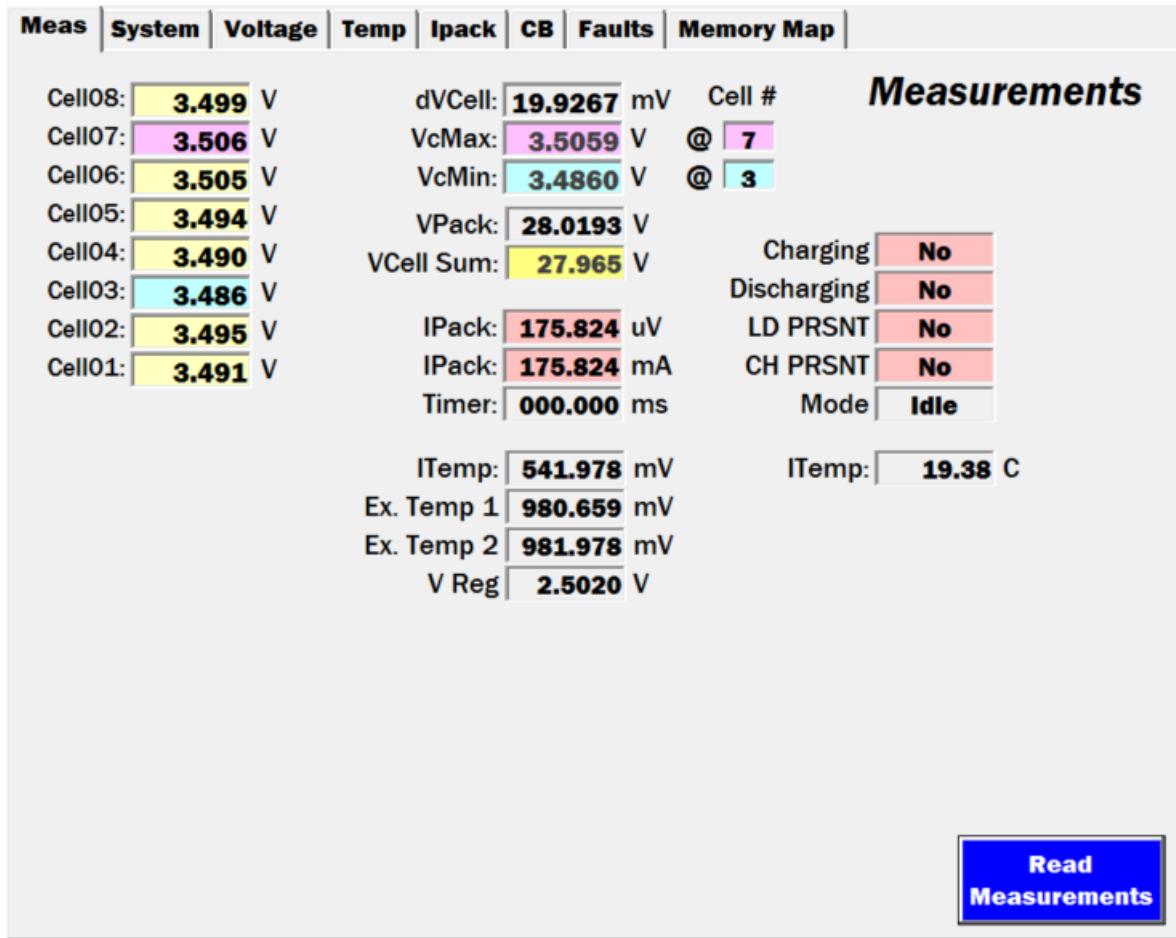 Meas System Voltage Temp Ipack CB Faults Memory Map
Measurements
Cell08: 3.499 V
Cell07: 3.506 V
Cell06: 3.505 V
Cell05: 3.494 V
Cell04: 3.490 V
Cell03: 3.486 V
Cell02: 3.495 V
Cell01: 3.491 V
dVCell: 19.9267 mV Cell #
VcMax: 3.5059 V @ 7
VcMin: 3.4860 V @ 3
VPack: 28.0193 V
VCell Sum: 27.965 V
IPack: 175.824 uV
IPack: 175.824 mA
Timer: 000.000 ms
ITemp: 541.978 mV
Ex. Temp 1 980.659 mV
Ex. Temp 2 981.978 mV
V Reg 2.5020 V
Charging No
Discharging No
LD PRSNT No
CH PRSNT No
Mode Idle
ITemp: 19.38 C
Read
Measurements